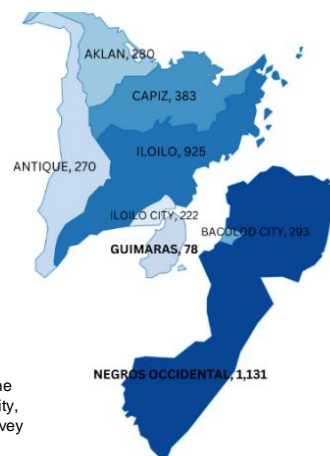 AKLAN, 280
CAPIZ, 383
ILOILO, 925
ANTIQUE, 270
ILOILO CITY, 222
BACOLOD CITY, 293
GUIMARAS, 78
NEGROS OCCIDENTAL, 1,131